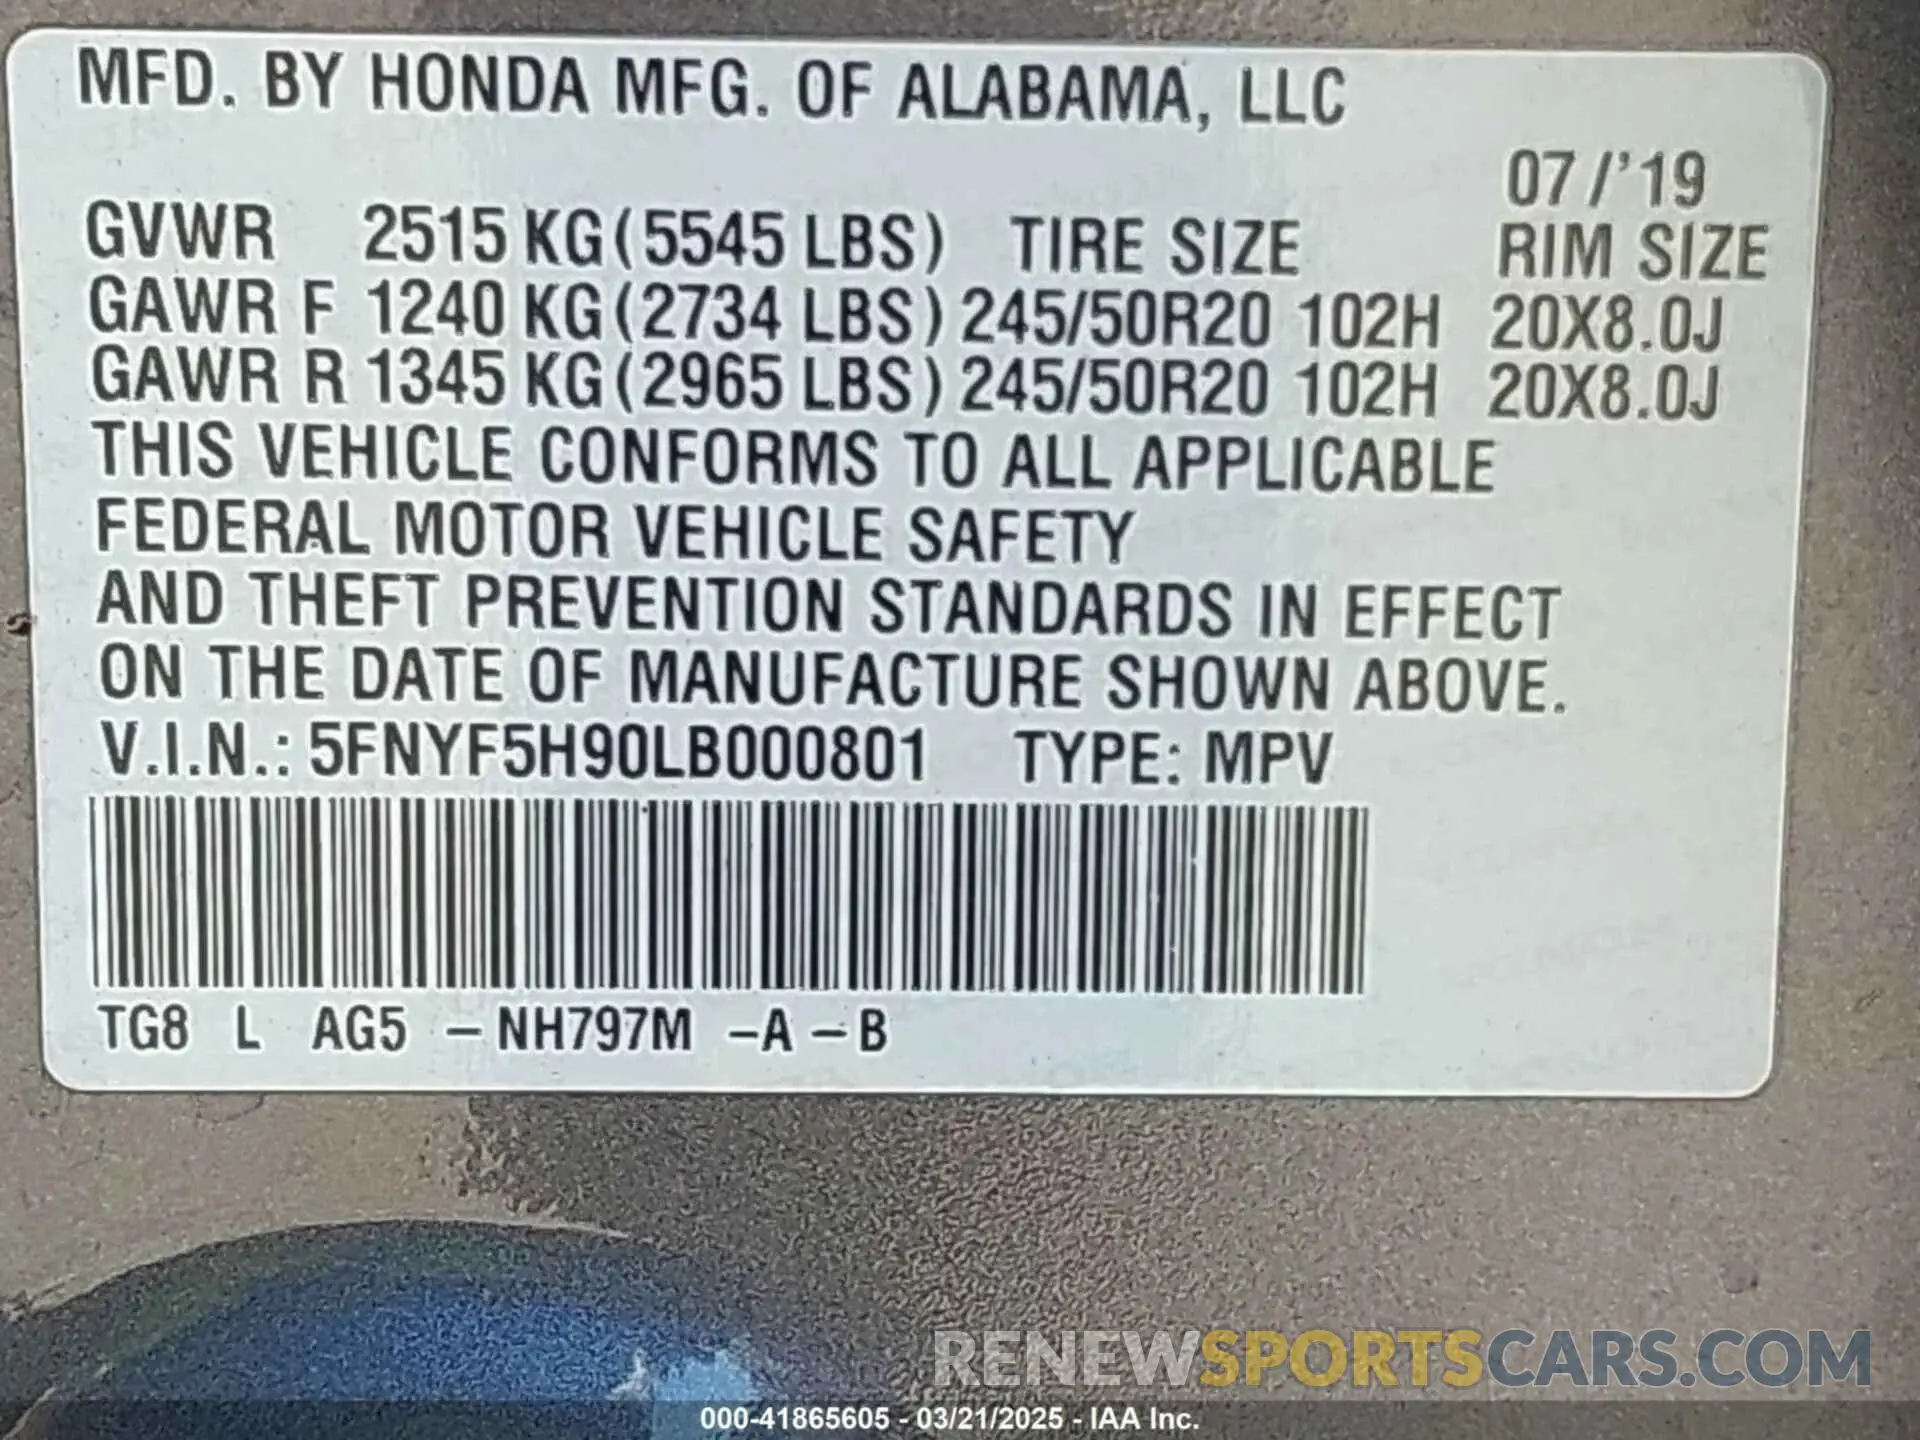 MFD. BY HONDA MFG. OF ALABAMA, LLC
07/'19
GVWR 2515 KG (5545 LBS) TIRE SIZE RIM SIZE
GAWR F 1240 KG (2734 LBS) 245/50R20 102H 20X8.0J
GAWR R 1345 KG (2965 LBS) 245/50R20 102H 20X8.0J
THIS VEHICLE CONFORMS TO ALL APPLICABLE
FEDERAL MOTOR VEHICLE SAFETY
AND THEFT PREVENTION STANDARDS IN EFFECT
ON THE DATE OF MANUFACTURE SHOWN ABOVE.
V.I.N.: 5FNYF5H90LB000801 TYPE: MPV
TG8 L AG5 -NH797M -A-B
RENEWSPORTSCARS.COM
000-41865605 - 03/21/2025 - IAA Inc.